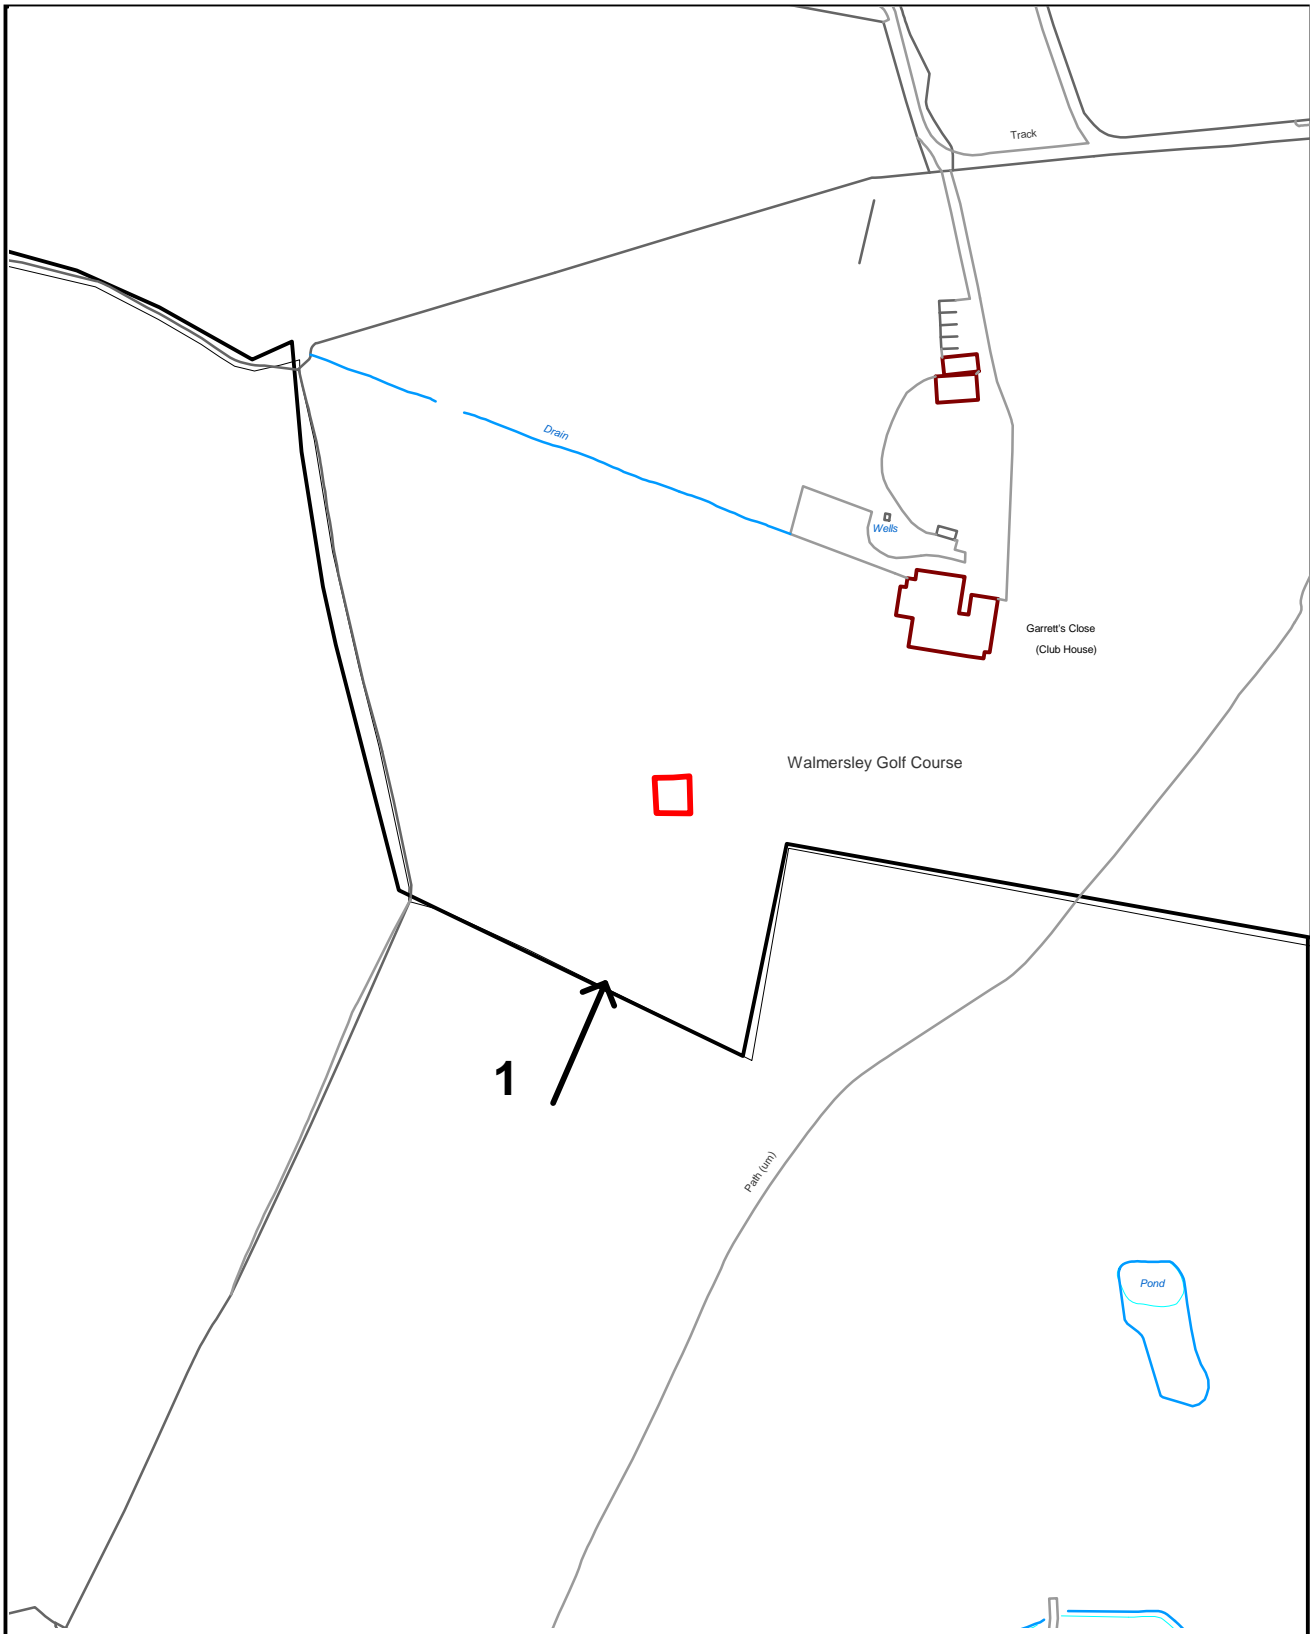 Track
Drain
Wells
Garrett's Close
(Club House)
Walmersley Golf Course
1
Path (um)
Pond